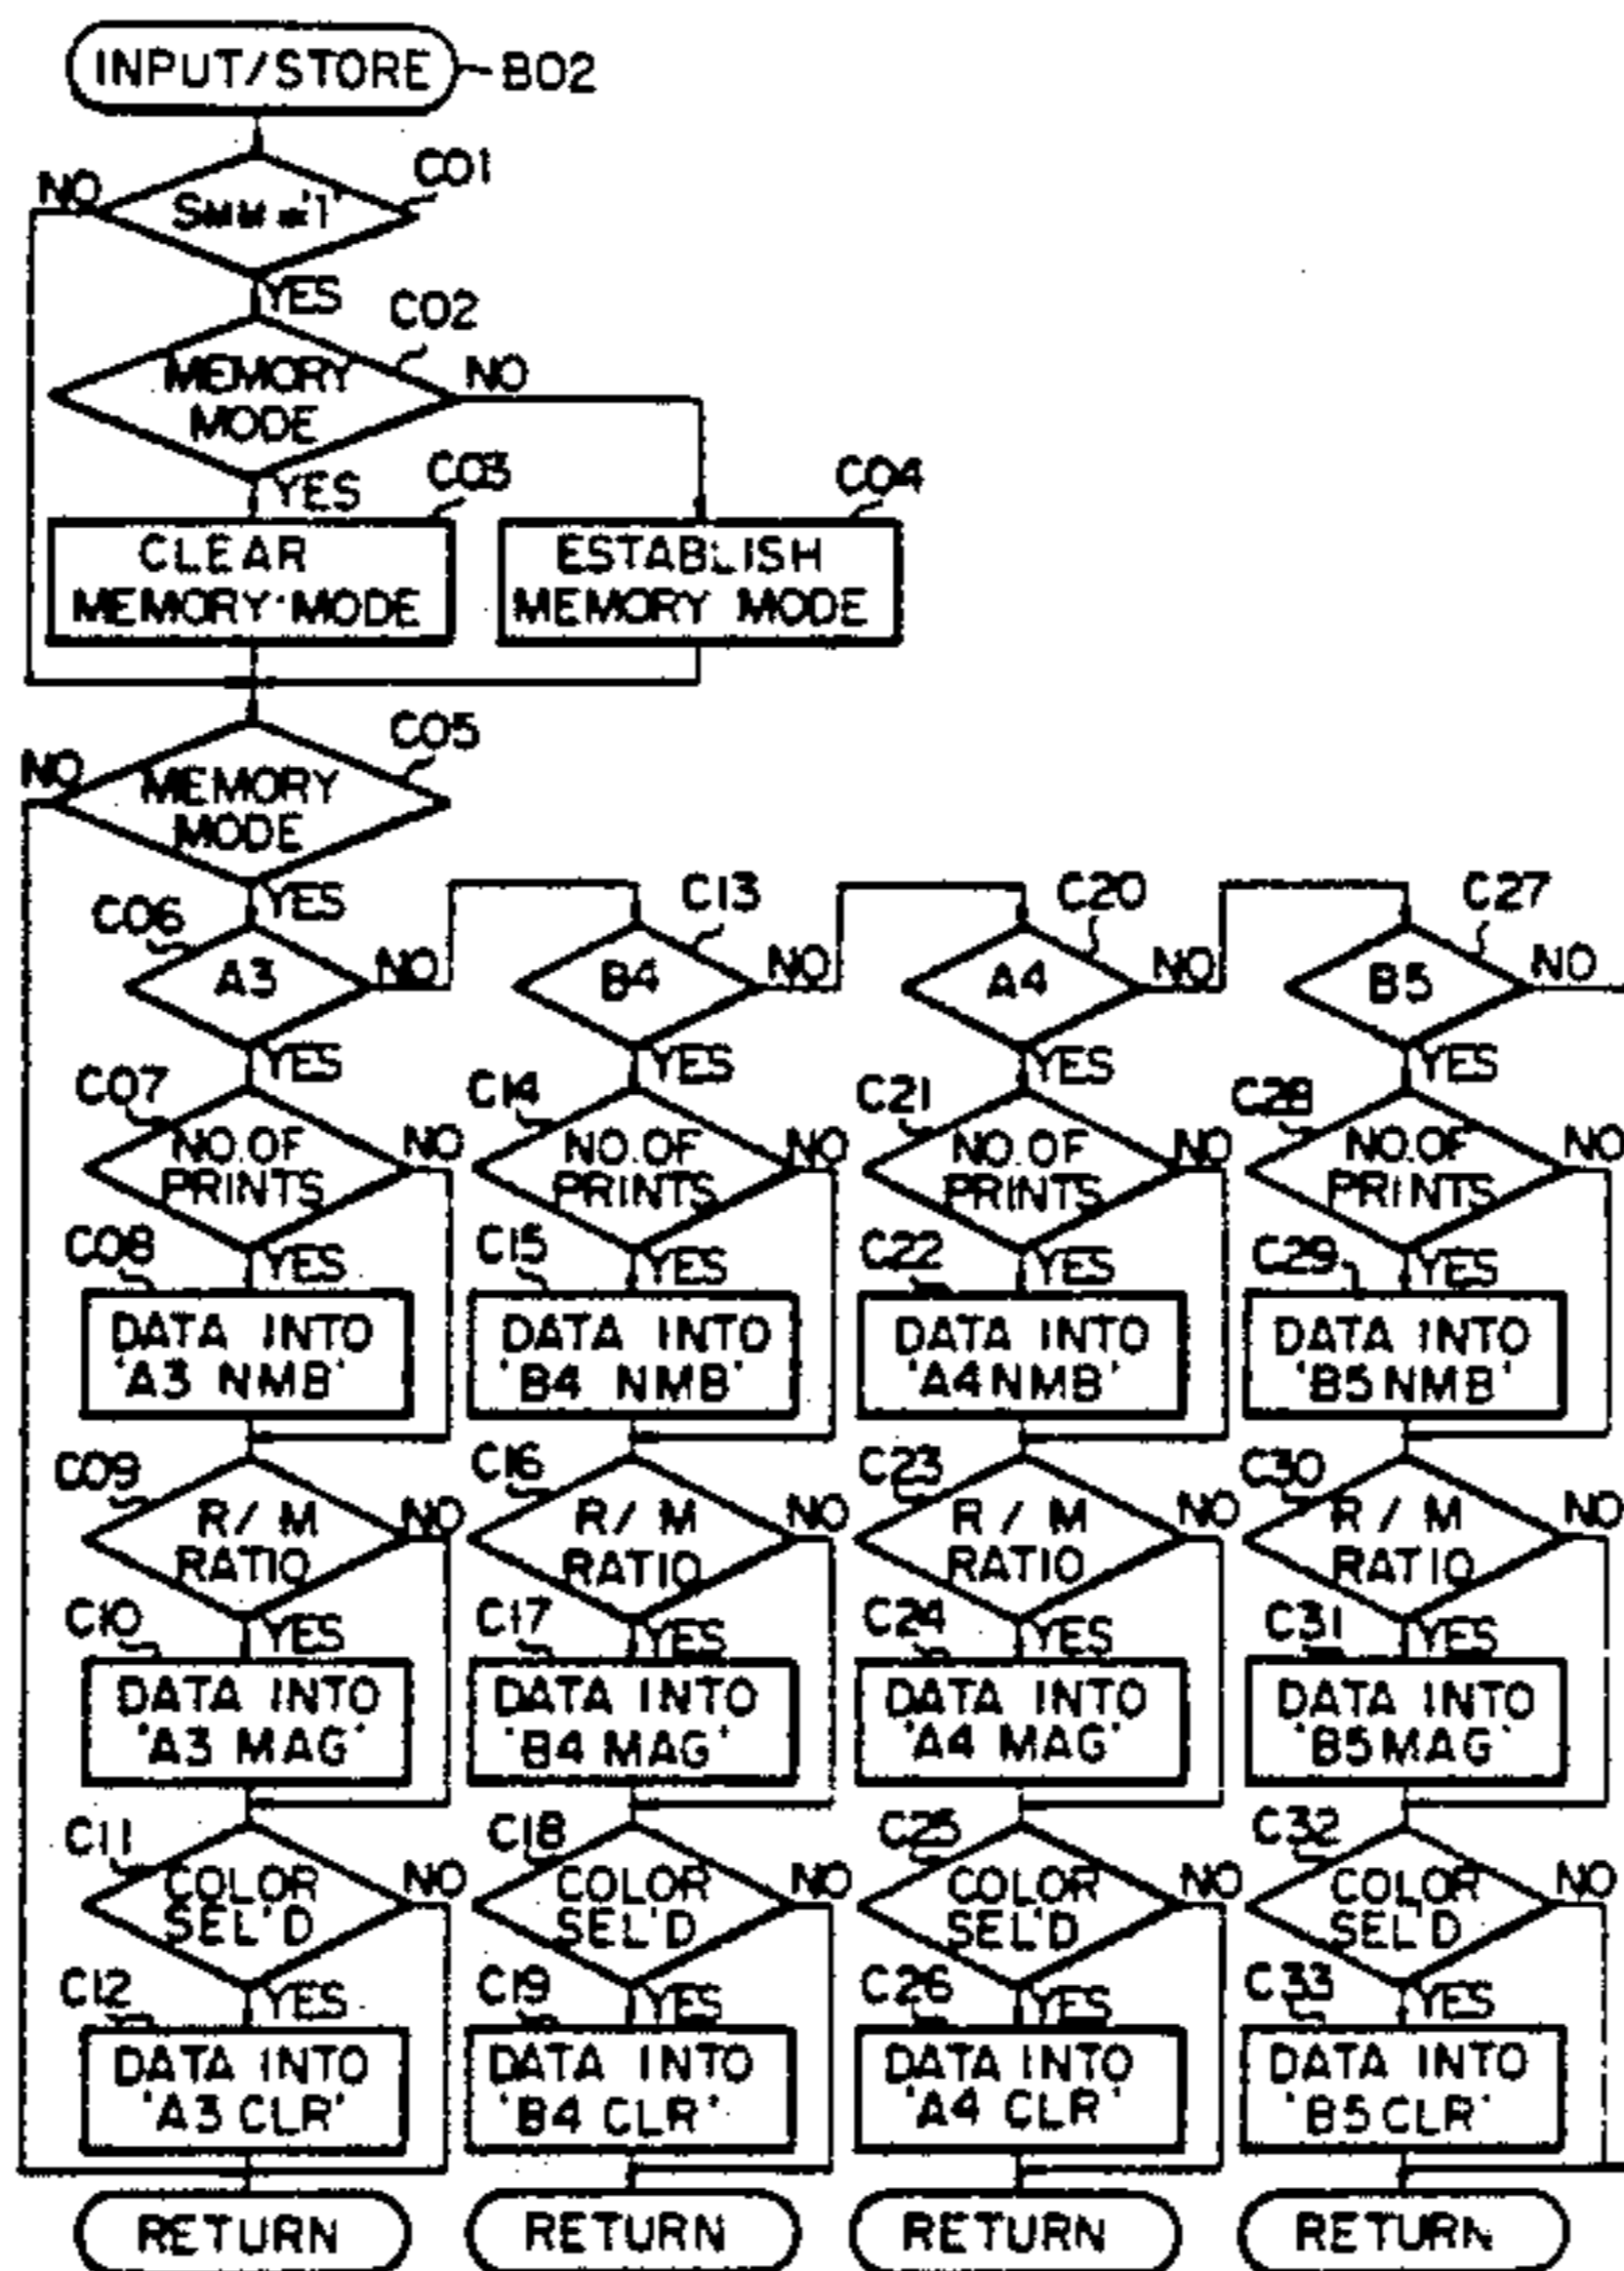 INPUT/STORE
B02
C01
NO
YES
C02
MEMORY
MODE
NO
YES
C03
CLEAR
MEMORY MODE
C04
ESTABLISH
MEMORY MODE
C05
NO
MEMORY
MODE
YES
C06
A3
NO
YES
C07
NO. OF
PRINTS
NO
YES
C08
DATA INTO
'A3 NMB'
C09
R/M
RATIO
NO
YES
C10
DATA INTO
'A3 MAG'
C11
COLOR
SEL'D
NO
YES
C12
DATA INTO
'A3 CLR'
RETURN
C13
B4
NO
YES
C14
NO. OF
PRINTS
NO
YES
C15
DATA INTO
'B4 NMB'
C16
R/M
RATIO
NO
YES
C17
DATA INTO
'B4 MAG'
C18
COLOR
SEL'D
NO
YES
C19
DATA INTO
'B4 CLR'
RETURN
C20
A4
NO
YES
C21
NO. OF
PRINTS
NO
YES
C22
DATA INTO
'A4 NMB'
C23
R/M
RATIO
NO
YES
C24
DATA INTO
'A4 MAG'
C25
COLOR
SEL'D
NO
YES
C26
DATA INTO
'A4 CLR'
RETURN
C27
B5
NO
YES
C28
NO. OF
PRINTS
NO
YES
C29
DATA INTO
'B5 NMB'
C30
R/M
RATIO
NO
YES
C31
DATA INTO
'B5 MAG'
C32
COLOR
SEL'D
NO
YES
C33
DATA INTO
'B5 CLR'
RETURN